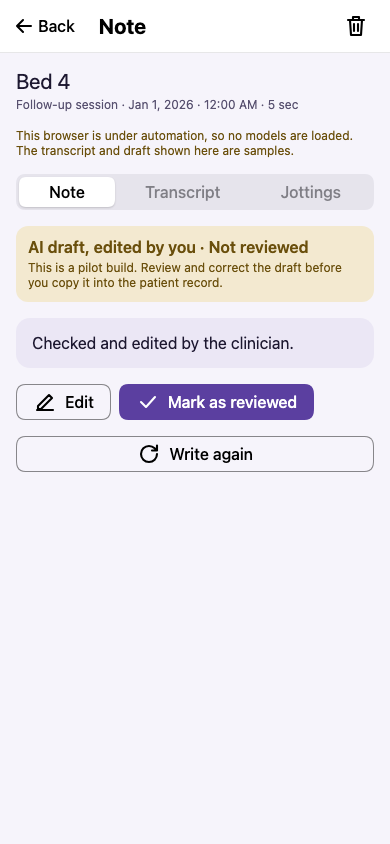 Back
Note
Bed 4
Follow-up session · Jan 1, 2026 · 12:00 AM · 5 sec
This browser is under automation, so no models are loaded.
The transcript and draft shown here are samples.
Note
Transcript
Jottings
AI draft, edited by you · Not reviewed
This is a pilot build. Review and correct the draft before
you copy it into the patient record.
Checked and edited by the clinician.
Edit
Mark as reviewed
Write again